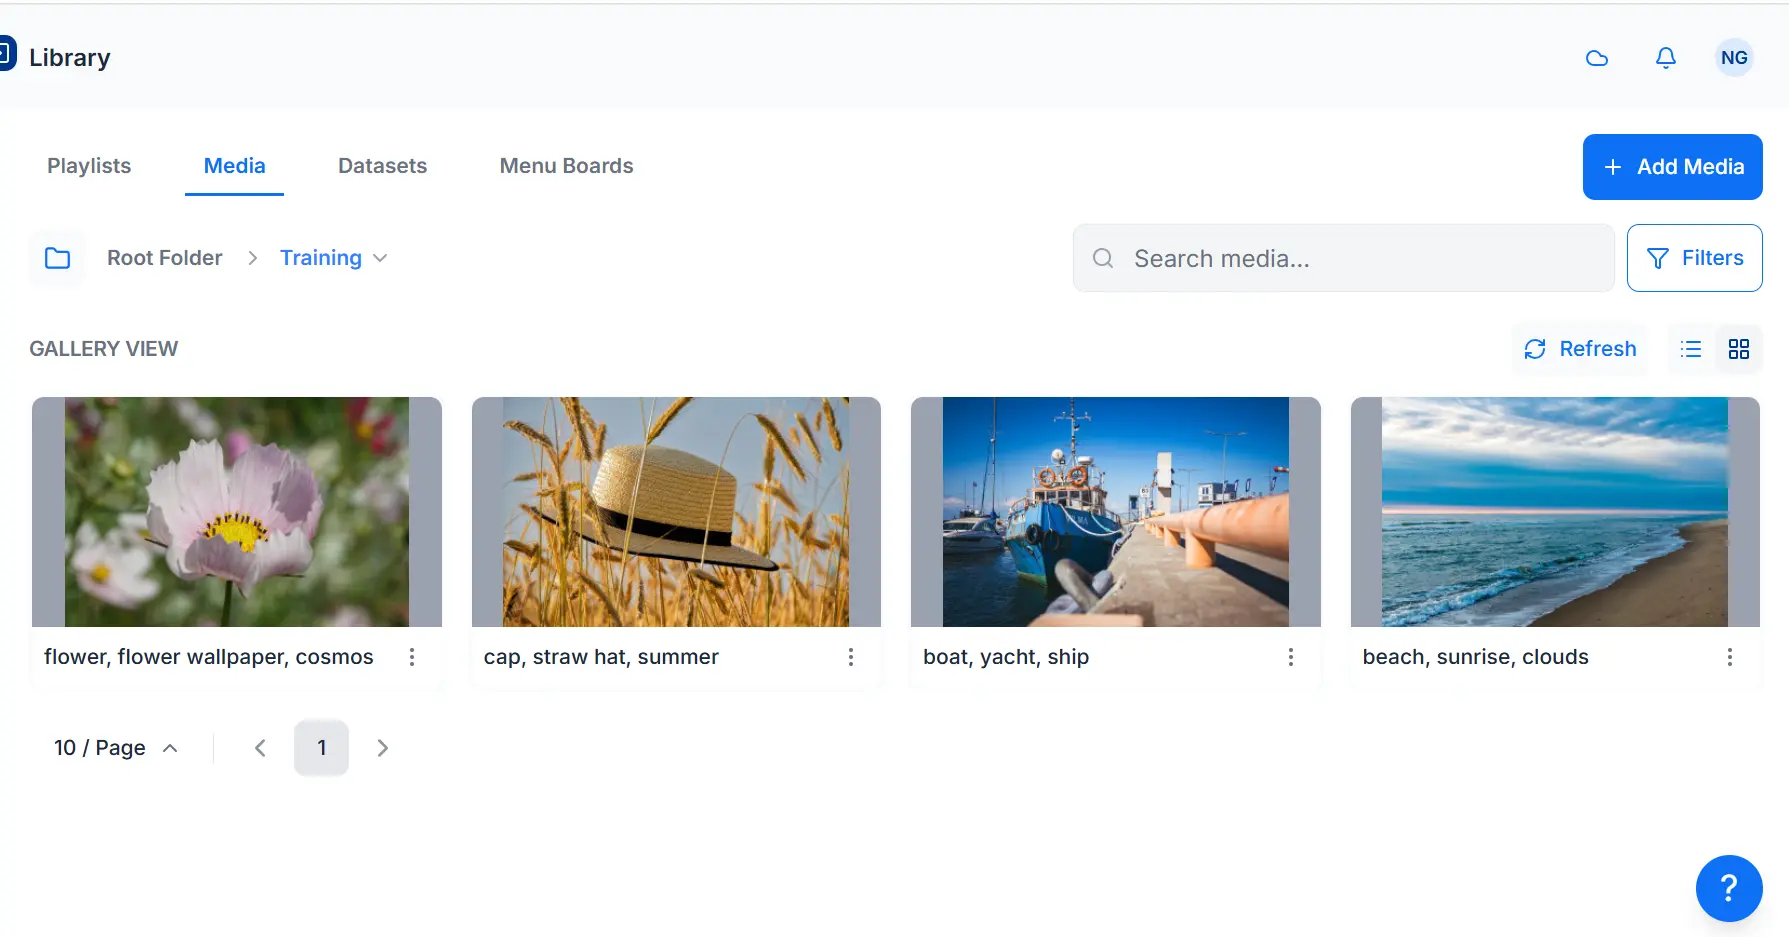 Library
NG
Playlists
Media
Datasets
Menu Boards
+ Add Media
Root Folder > Training
Search media...
Filters
GALLERY VIEW
Refresh
flower, flower wallpaper, cosmos
cap, straw hat, summer
boat, yacht, ship
beach, sunrise, clouds
10 / Page
1
?